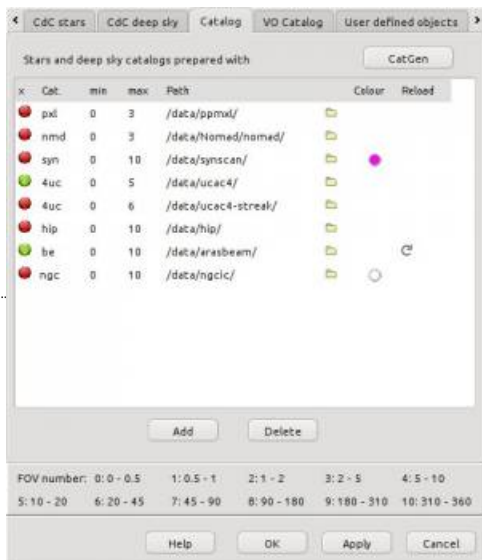 CdC stars CdC deep sky Catalog VO Catalog User defined objects
Stars and deep sky catalogs prepared with CatGen
x Cat. min max Path Colour Reload
pxl 0 3 /data/ppmxl/
nmd 0 3 /data/Nomad/nomad/
syn 0 10 /data/synscan/
4uc 0 5 /data/ucac4/
4uc 0 6 /data/ucac4-streak/
hip 0 10 /data/hip/
be 0 10 /data/arasbeam/
ngc 0 10 /data/ngcic/
Add Delete
FOV number: 0: 0 - 0.5 1: 0.5 - 1 2: 1 - 2 3: 2 - 5 4: 5 - 10
5: 10 - 20 6: 20 - 45 7: 45 - 90 8: 90 - 180 9: 180 - 310 10: 310 - 360
Help OK Apply Cancel